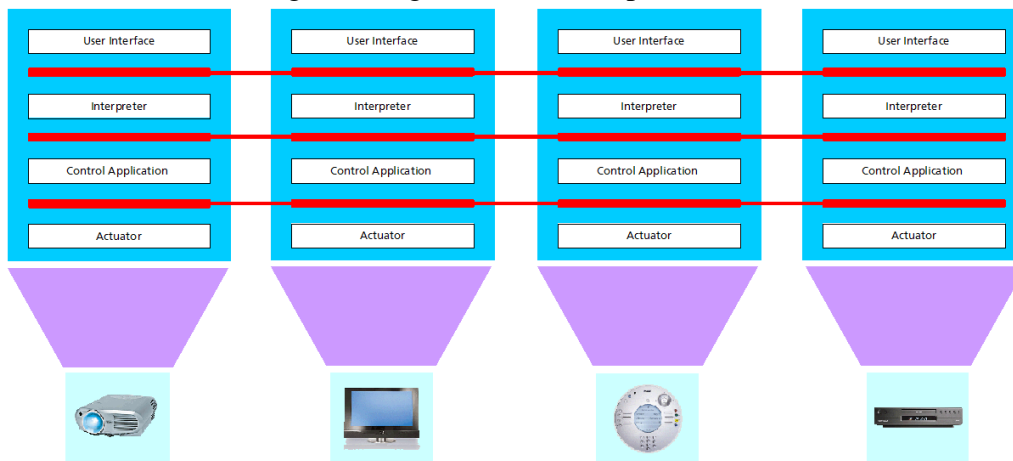 User Interface User Interface User Interface User Interface
Interpreter Interpreter Interpreter Interpreter
Control Application Control Application Control Application Control Application
Actuator Actuator Actuator Actuator